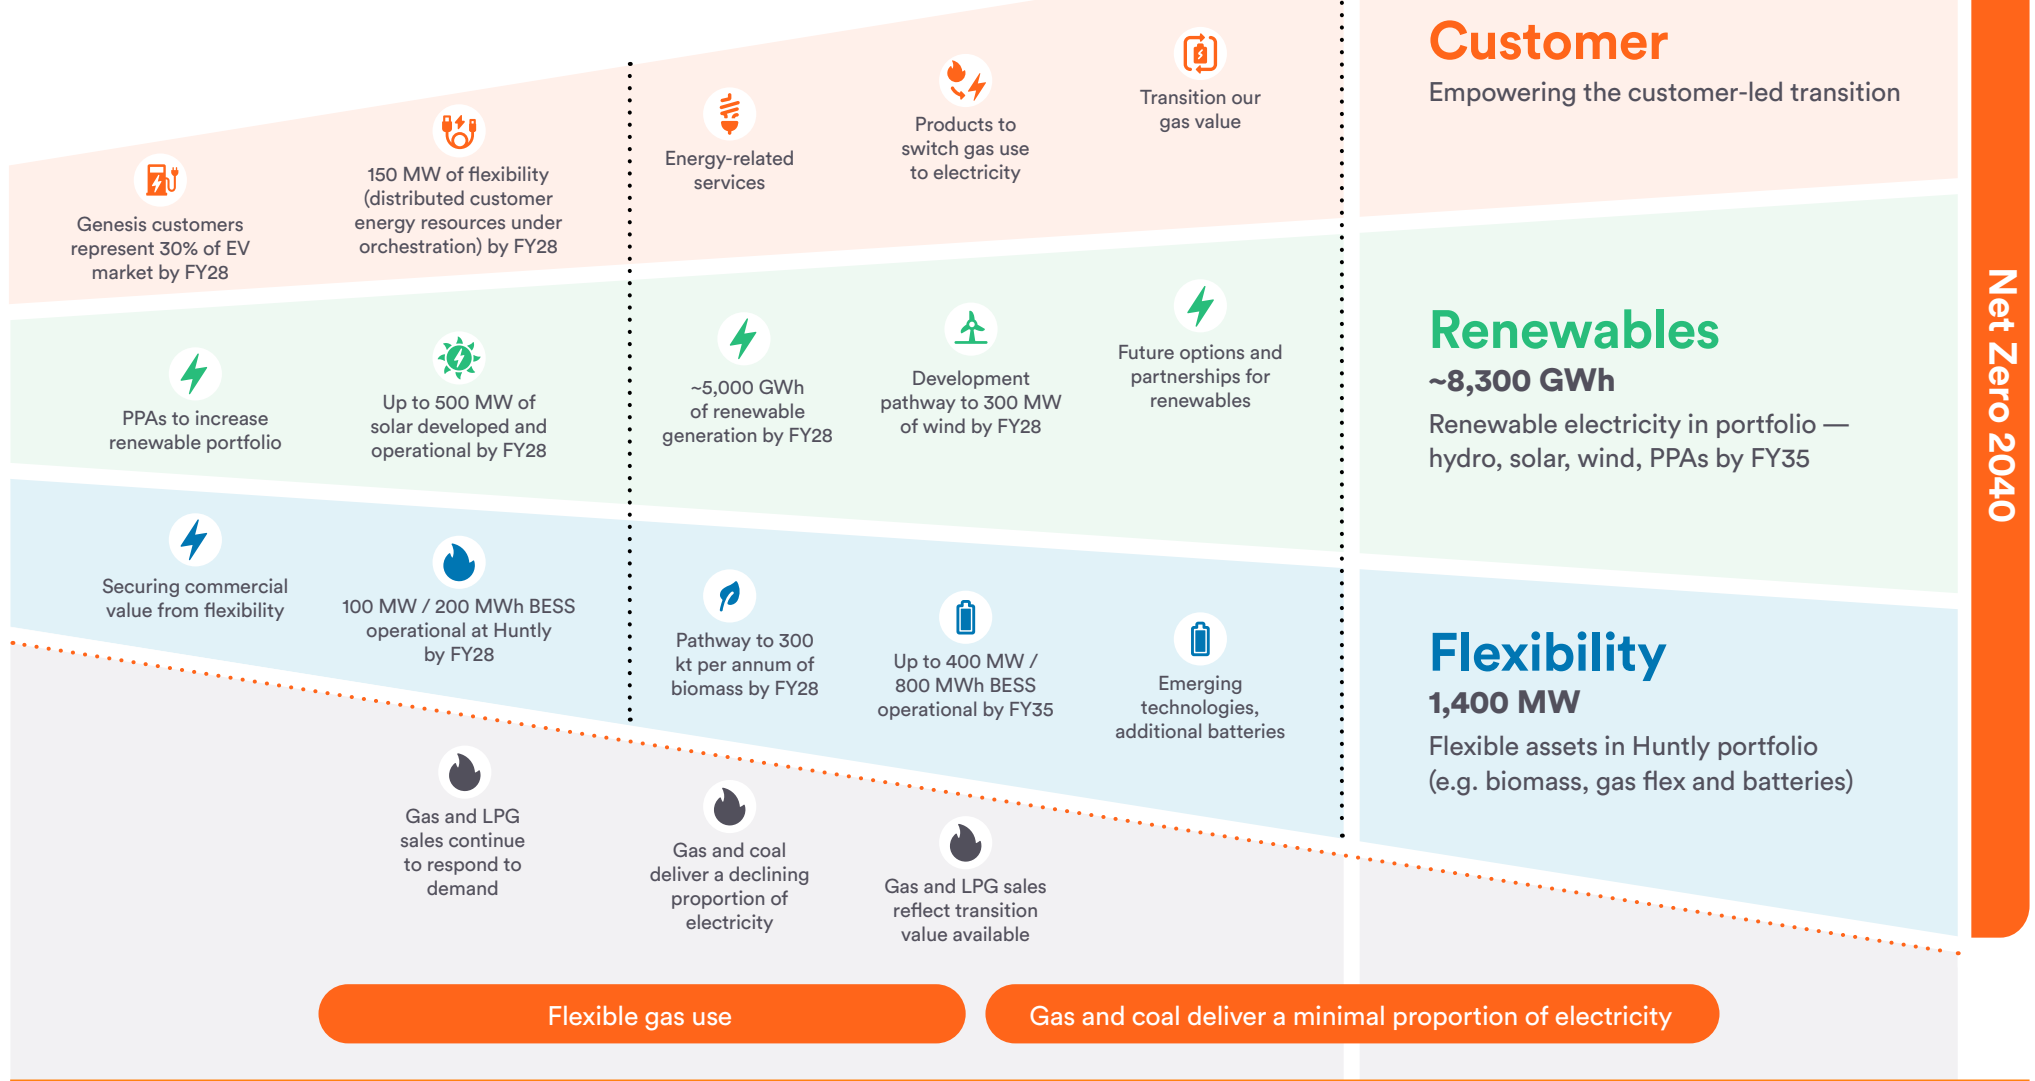 Customer
Empowering the customer-led transition
Genesis customers
represent 30% of EV
market by FY28
150 MW of flexibility
(distributed customer
energy resources under
orchestration) by FY28
Energy-related
services
Products to
switch gas use
to electricity
Transition our
gas value
Renewables
~8,300 GWh
Renewable electricity in portfolio —
hydro, solar, wind, PPAs by FY35
PPAs to increase
renewable portfolio
Up to 500 MW of
solar developed and
operational by FY28
~5,000 GWh
of renewable
generation by FY28
Development
pathway to 300 MW
of wind by FY28
Future options and
partnerships for
renewables
Flexibility
1,400 MW
Flexible assets in Huntly portfolio
(e.g. biomass, gas flex and batteries)
Securing commercial
value from flexibility
100 MW / 200 MWh BESS
operational at Huntly
by FY28
Pathway to 300
kt per annum of
biomass by FY28
Up to 400 MW /
800 MWh BESS
operational by FY35
Emerging
technologies,
additional batteries
Gas and LPG
sales continue
to respond to
demand
Gas and coal
deliver a declining
proportion of
electricity
Gas and LPG sales
reflect transition
value available
Flexible gas use
Gas and coal deliver a minimal proportion of electricity
Net Zero 2040